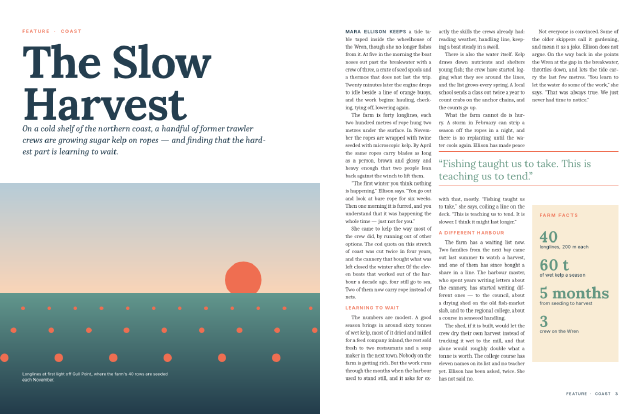 FEATURE · COAST
The Slow
Harvest
On a cold shelf of the northern coast, a handful of former trawler
crews are growing sugar kelp on ropes — and finding that the hard-
est part is learning to wait.
Longlines at first light off Gull Point, where the farm's 40 rows are seeded
each November.
MARA ELLISON KEEPS a tide ta-
ble taped inside the wheelhouse of
the Wren, though she no longer fishes
from it. At five in the morning the boat
noses out past the breakwater with a
crew of three, a crate of seed spools and
a thermos that does not last the trip.
Twenty minutes later the engine drops
to idle beside a line of orange buoys,
and the work begins: hauling, check-
ing, tying off, lowering again.
The farm is forty longlines, each
two hundred metres of rope hung two
metres under the surface. In Novem-
ber the ropes are wrapped with twine
seeded with microscopic kelp. By April
the same ropes carry blades as long
as a person, brown and glossy and
heavy enough that two people lean
back against the winch to lift them.
"The first winter you think nothing
is happening," Ellison says. "You go out
and look at bare rope for six weeks.
Then one morning it is furred, and you
understand that it was happening the
whole time — just not for you."
She came to kelp the way most of
the crew did, by running out of other
options. The cod quota on this stretch
of coast was cut twice in four years,
and the cannery that bought what was
left closed the winter after. Of the elev-
en boats that worked out of the har-
bour a decade ago, four still go to sea.
Two of them now carry rope instead of
nets.
LEARNING TO WAIT
The numbers are modest. A good
season brings in around sixty tonnes
of wet kelp, most of it dried and milled
for a feed company inland; the rest sold
fresh to two restaurants and a soap
maker in the next town. Nobody on the
farm is getting rich. But the work runs
through the months when the harbour
used to stand still, and it asks for ex-
actly the skills the crews already had:
reading weather, handling line, keep-
ing a boat steady in a swell.
There is also the water itself. Kelp
draws down nutrients and shelters
young fish; the crew have started log-
ging what they see around the lines,
and the list grows every spring. A local
school sends a class out twice a year to
count crabs on the anchor chains, and
the counts go up.
What the farm cannot do is hur-
ry. A storm in February can strip a
season off the ropes in a night, and
there is no rebuilding until the wa-
ter cools again. Ellison has made peace
"Fishing taught us to take. This is
teaching us to tend."
with that, mostly. "Fishing taught us
to take," she says, coiling a line on the
deck. "This is teaching us to tend. It is
slower. I think it might last longer."
A DIFFERENT HARBOUR
The farm has a waiting list now.
Two families from the next bay came
out last summer to watch a harvest,
and one of them has since bought a
share in a line. The harbour master,
who spent years writing letters about
the cannery, has started writing dif-
ferent ones — to the council, about
a drying shed on the old fish-market
slab, and to the regional college, about
a course in seaweed handling.
The shed, if it is built, would let the
crew dry their own harvest instead of
trucking it wet to the mill, and that
alone would roughly double what a
tonne is worth. The college course has
eleven names on its list and no teacher
yet. Ellison has been asked, twice. She
has not said no.
Not everyone is convinced. Some of
the older skippers call it gardening,
and mean it as a joke. Ellison does not
argue. On the way back in she points
the Wren at the gap in the breakwater,
throttles down, and lets the tide car-
ry the last few metres. "You learn to
let the water do some of the work," she
says. "That was always true. We just
never had time to notice."
FARM FACTS
40
longlines, 200 m each
60 t
of wet kelp a season
5 months
from seeding to harvest
3
crew on the Wren
FEATURE · COAST